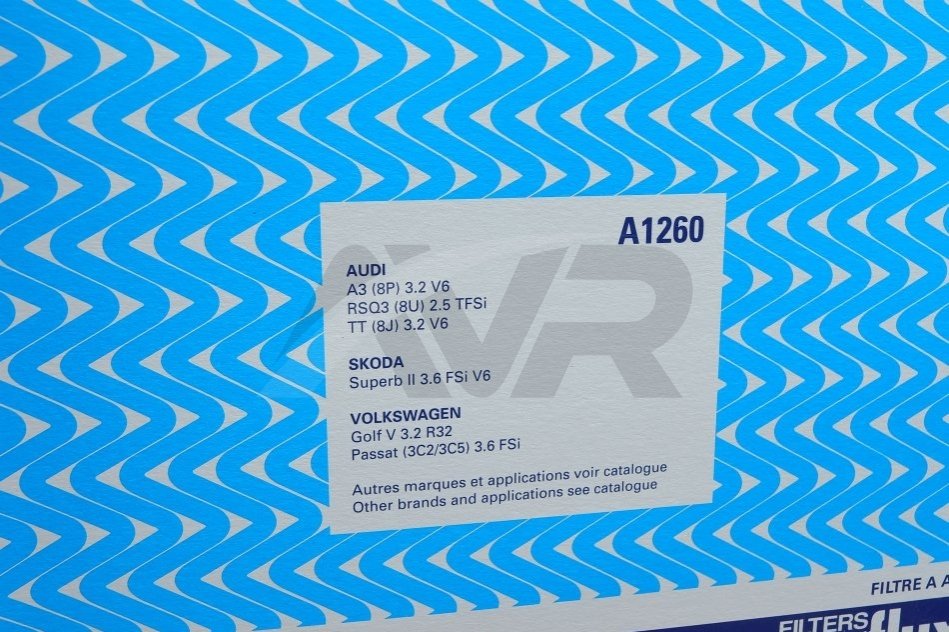 A1260
AUDI
A3 (8P) 3.2 V6
RSQ3 (8U) 2.5 TFSi
TT (8J) 3.2 V6
SKODA
Superb II 3.6 FSi V6
VOLKSWAGEN
Golf V 3.2 R32
Passat (3C2/3C5) 3.6 FSi
Autres marques et applications voir catalogue
Other brands and applications see catalogue
AVR
FILTRE A
FILTERS